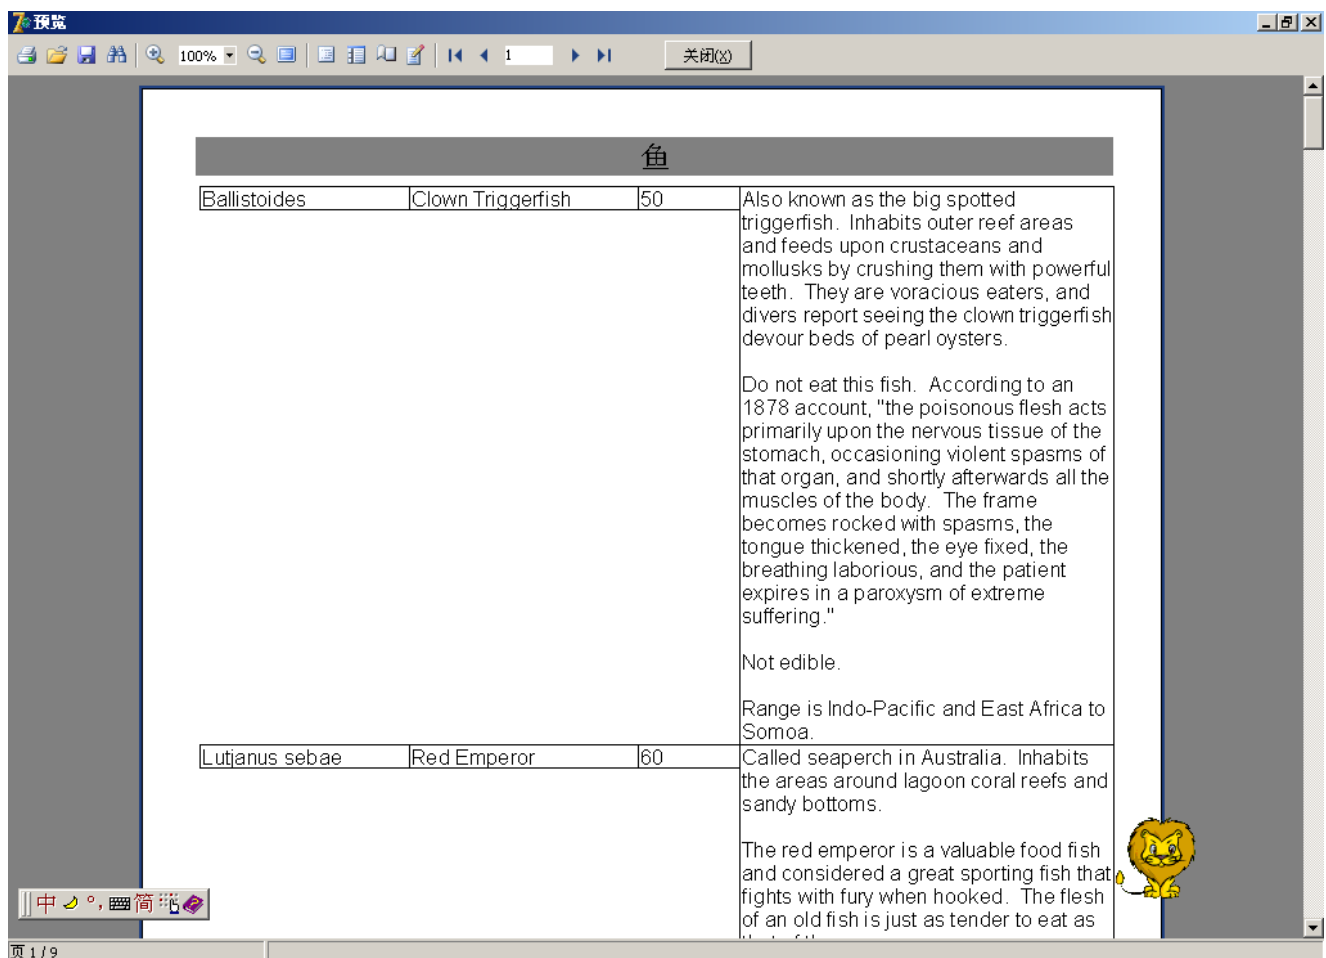 预览
100%
1
关闭(X)
鱼
Ballistoides
Clown Triggerfish
50
Also known as the big spotted
triggerfish.  Inhabits outer reef areas
and feeds upon crustaceans and
mollusks by crushing them with powerful
teeth.  They are voracious eaters, and
divers report seeing the clown triggerfish
devour beds of pearl oysters.
Do not eat this fish.  According to an
1878 account, "the poisonous flesh acts
primarily upon the nervous tissue of the
stomach, occasioning violent spasms of
that organ, and shortly afterwards all the
muscles of the body.  The frame
becomes rocked with spasms, the
tongue thickened, the eye fixed, the
breathing laborious, and the patient
expires in a paroxysm of extreme
suffering."
Not edible.
Range is Indo-Pacific and East Africa to
Somoa.
Lutjanus sebae
Red Emperor
60
Called seaperch in Australia.  Inhabits
the areas around lagoon coral reefs and
sandy bottoms.
The red emperor is a valuable food fish
and considered a great sporting fish that
fights with fury when hooked.  The flesh
of an old fish is just as tender to eat as
中 简
页 1 / 9